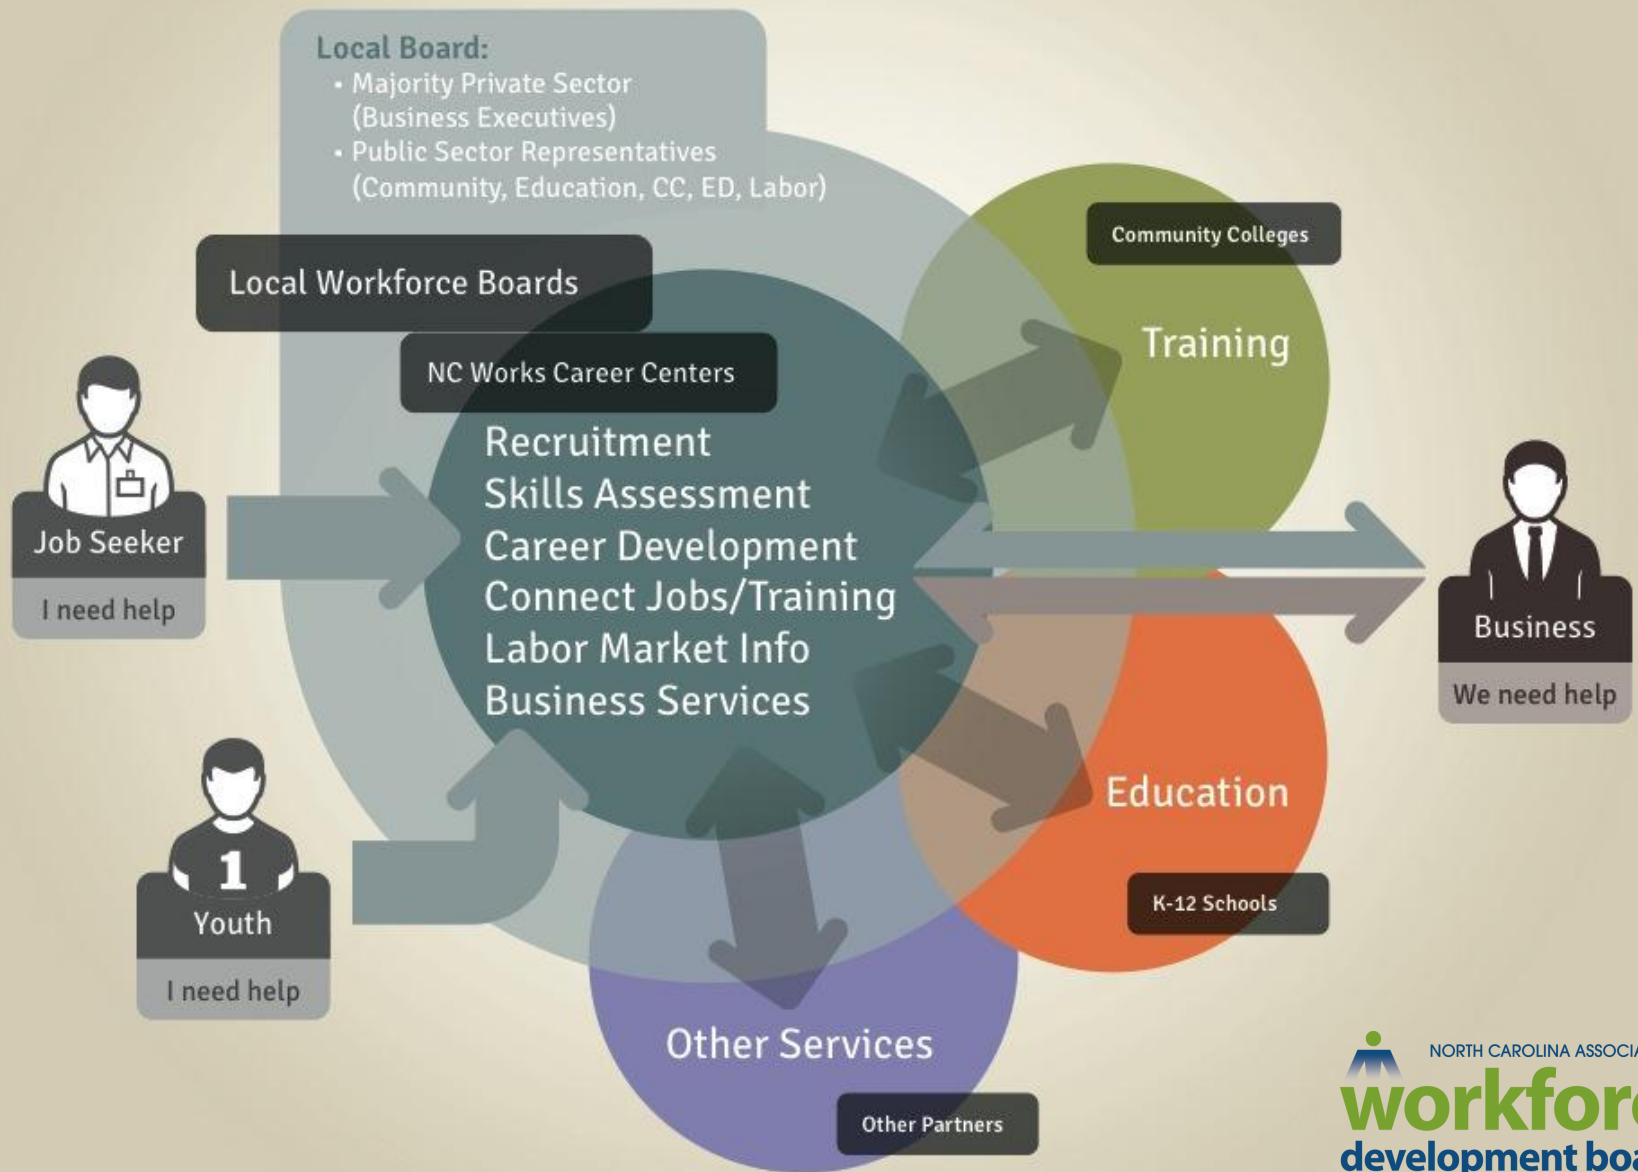 Local Board:
• Majority Private Sector
(Business Executives)
• Public Sector Representatives
(Community, Education, CC, ED, Labor)
Local Workforce Boards
NC Works Career Centers
Recruitment
Skills Assessment
Career Development
Connect Jobs/Training
Labor Market Info
Business Services
Job Seeker
I need help
1
Youth
I need help
Community Colleges
Training
Business
We need help
Education
K-12 Schools
Other Services
Other Partners
NORTH CAROLINA
development